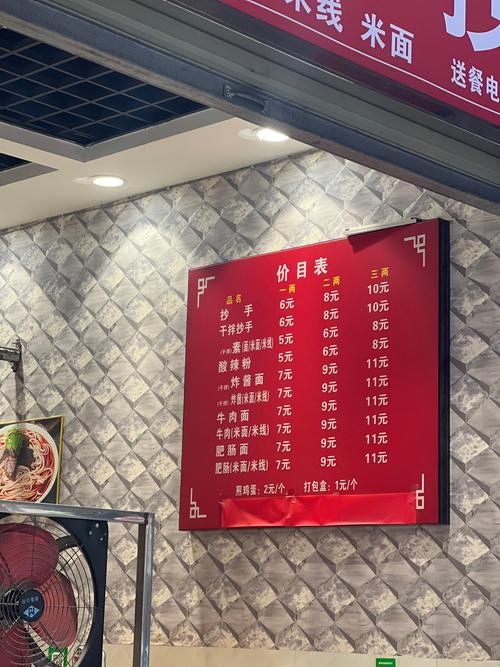 米线 米面
送餐电
价目表
品名 一两 二两 三两
抄手 6元 8元 10元
干拌抄手 6元 8元 10元
(干拌)素(面/米面/米线) 5元 6元 8元
酸辣粉 5元 6元 8元
(干拌)炸酱面 7元 9元 11元
(干拌)炸酱(米面/米线) 7元 9元 11元
牛肉面 7元 9元 11元
牛肉(米面/米线) 7元 9元 11元
肥肠面 7元 9元 11元
肥肠(米面/米线) 7元 9元 11元
煎鸡蛋：2元/个 打包盒：1元/个